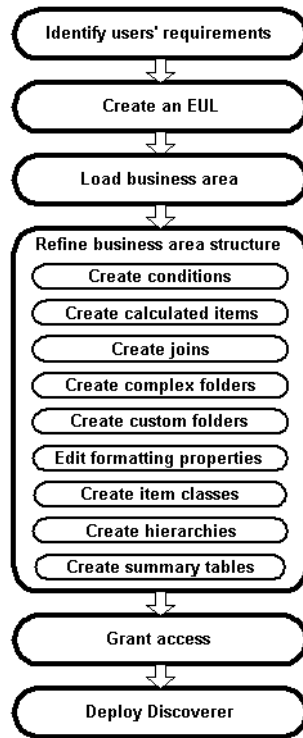 Identify users' requirements
Create an EUL
Load business area
Refine business area structure
Create conditions
Create calculated items
Create joins
Create complex folders
Create custom folders
Edit formatting properties
Create item classes
Create hierarchies
Create summary tables
Grant access
Deploy Discoverer